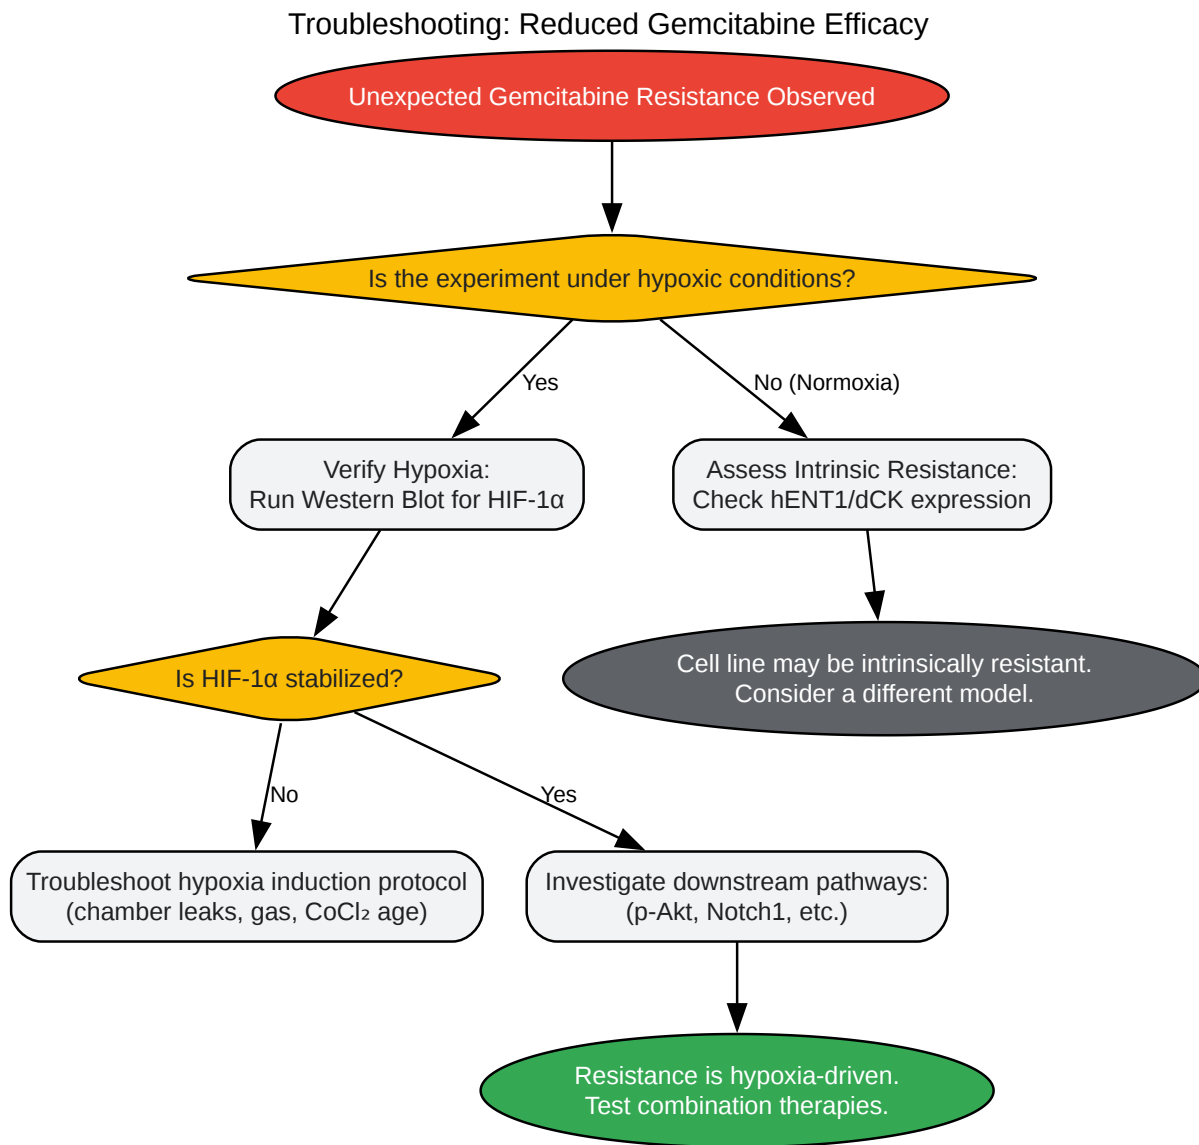 Troubleshooting: Reduced Gemcitabine Efficacy
Unexpected Gemcitabine Resistance Observed
Is the experiment under hypoxic conditions?
Yes
No (Normoxia)
Verify Hypoxia:
Run Western Blot for HIF-1α
Assess Intrinsic Resistance:
Check hENT1/dCK expression
Is HIF-1α stabilized?
Cell line may be intrinsically resistant.
Consider a different model.
No
Yes
Troubleshoot hypoxia induction protocol
(chamber leaks, gas, CoCl₂ age)
Investigate downstream pathways:
(p-Akt, Notch1, etc.)
Resistance is hypoxia-driven.
Test combination therapies.